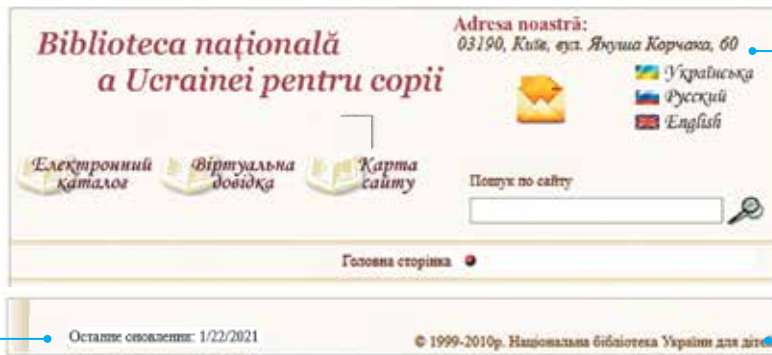 Biblioteca națională
a Ucrainei pentru copii
Adresa noastră:
03190, Київ, вул. Януша Корчака, 60
Українська
Русский
English
Електронний
каталог
Віртуальна
довідка
Карта
сайту
Пошук по сайту
Головна сторінка
Останнє оновлення: 1/22/2021
© 1999-2010р. Національна бібліотека України для